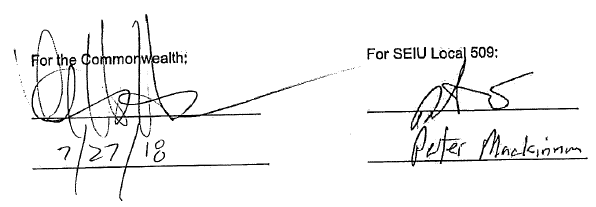 For the Commonwealth:
For SEIU Local 509:
7/27/18
Peter Mackinnon